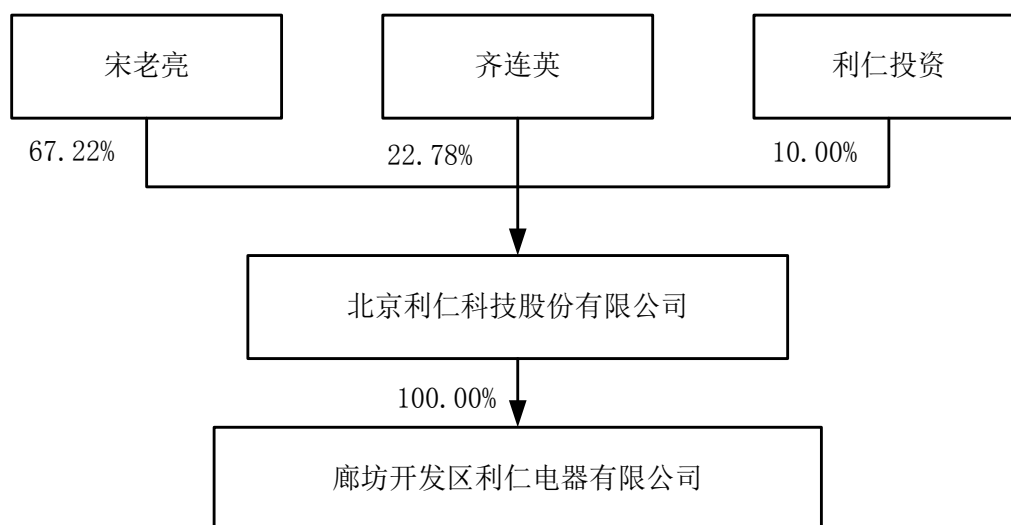 宋老亮
齐连英
利仁投资
67.22%
22.78%
10.00%
北京利仁科技股份有限公司
100.00%
廊坊开发区利仁电器有限公司